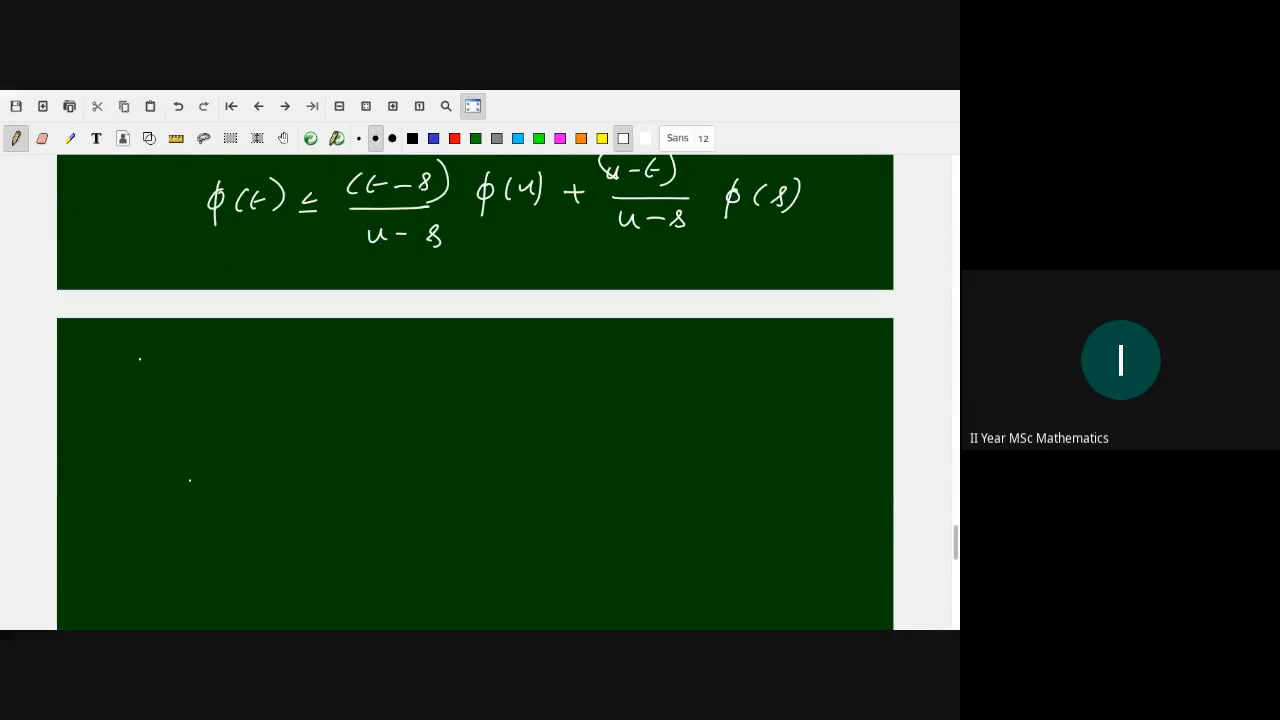 Sans 12
φ(t) ≤ (t-s)/(u-s) φ(u) + (u-t)/(u-s) φ(s)
I
II Year MSc Mathematics